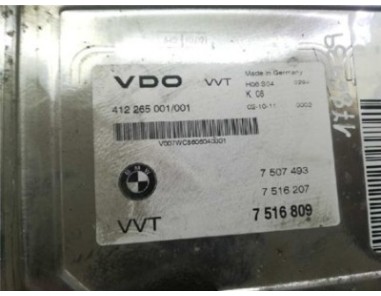 VDO VVT Made in Germany
K 08
412 265 001/001 02-10-11
7 507 493
BMW
7 516 207
VVT 7 516 809